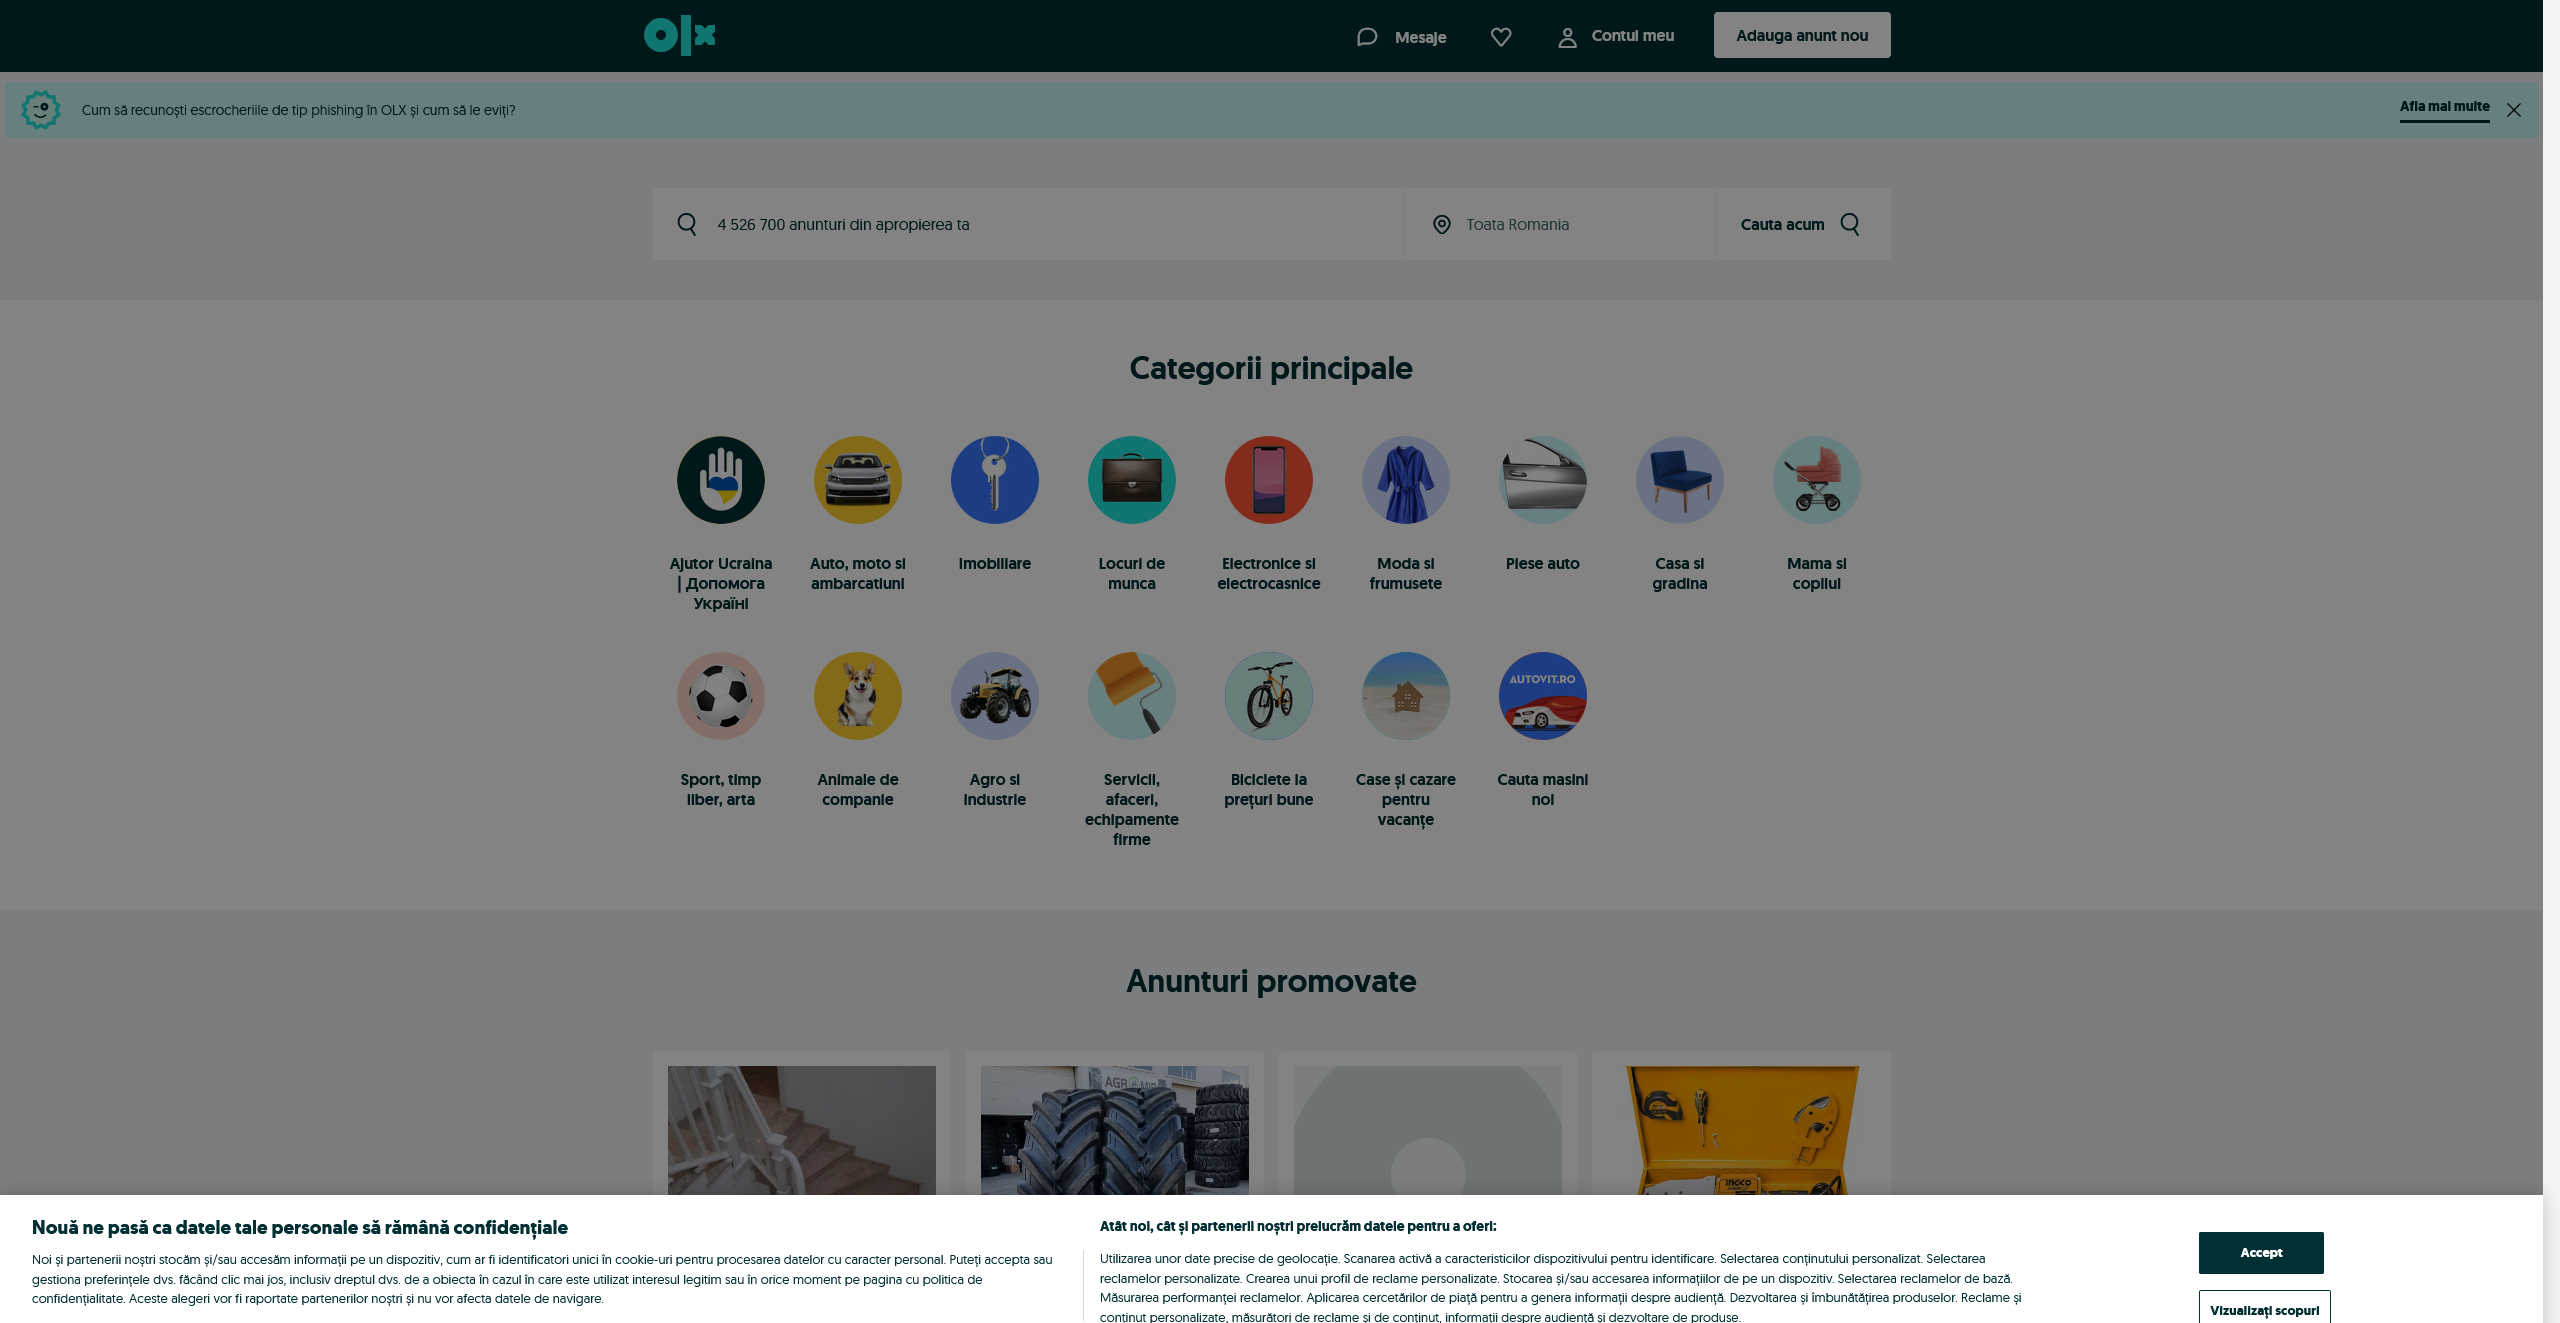 olx
Mesaje
Contul meu
Adauga anunt nou
Cum să recunoști escrocheriile de tip phishing în OLX și cum să le eviți?
Afla mai multe
4 526 700 anunturi din apropierea ta
Toata Romania
Cauta acum
Categorii principale
Ajutor Ucraina
| Допомога
Україні
Auto, moto si
ambarcatiuni
Imobiliare
Locuri de
munca
Electronice si
electrocasnice
Moda si
frumusete
Piese auto
Casa si
gradina
Mama si
copilul
AUTOVIT.RO
Sport, timp
liber, arta
Animale de
companie
Agro si
industrie
Servicii,
afaceri,
echipamente
firme
Biciclete la
prețuri bune
Case și cazare
pentru
vacanțe
Cauta masini
noi
Anunturi promovate
INGCO
Nouă ne pasă ca datele tale personale să rămână confidențiale
Noi și partenerii noștri stocăm și/sau accesăm informații pe un dispozitiv, cum ar fi identificatori unici în cookie-uri pentru procesarea datelor cu caracter personal. Puteți accepta sau
gestiona preferințele dvs. făcând clic mai jos, inclusiv dreptul dvs. de a obiecta în cazul în care este utilizat interesul legitim sau în orice moment pe pagina cu politica de
confidențialitate. Aceste alegeri vor fi raportate partenerilor noștri și nu vor afecta datele de navigare.
Atât noi, cât și partenerii noștri prelucrăm datele pentru a oferi:
Utilizarea unor date precise de geolocație. Scanarea activă a caracteristicilor dispozitivului pentru identificare. Selectarea conținutului personalizat. Selectarea
reclamelor personalizate. Crearea unui profil de reclame personalizate. Stocarea și/sau accesarea informațiilor de pe un dispozitiv. Selectarea reclamelor de bază.
Măsurarea performanței reclamelor. Aplicarea cercetărilor de piață pentru a genera informații despre audiență. Dezvoltarea și îmbunătățirea produselor. Reclame și
conținut personalizate, măsurători de reclame și de conținut, informații despre audiență și dezvoltare de produse.
Accept
Vizualizați scopuri